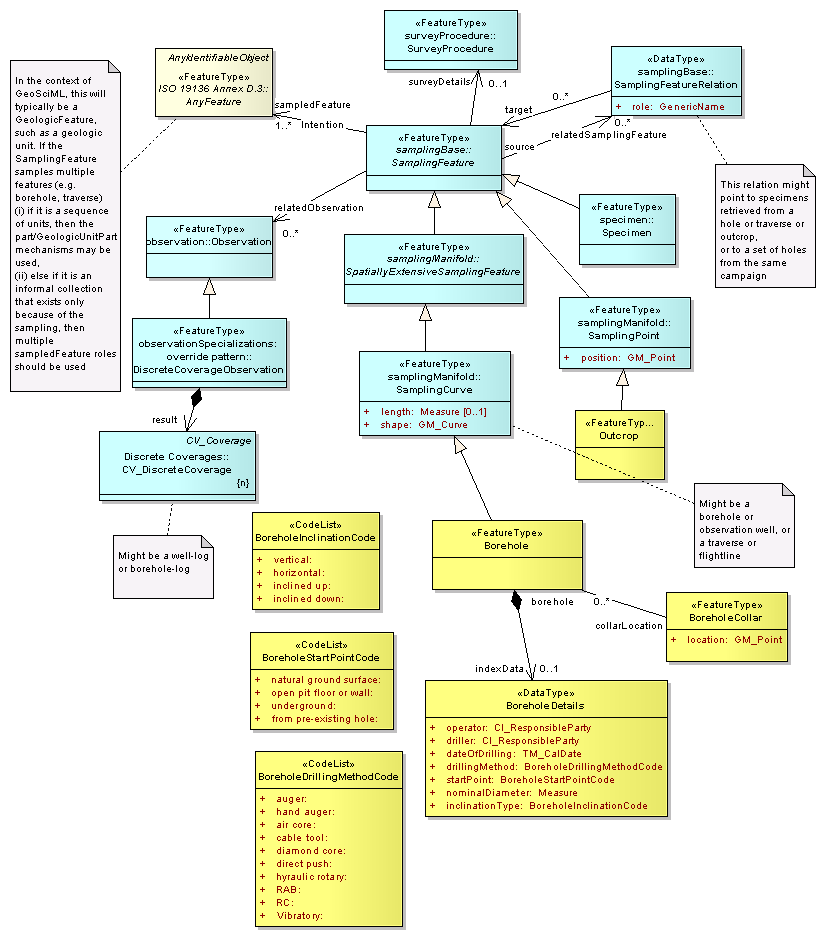 «FeatureType»
surveyProcedure::
SurveyProcedure
surveyDetails
0..1
AnyIdentifiableObject
«FeatureType»
ISO 19136 Annex D.3::
AnyFeature
sampledFeature
1..*
Intention
«DataType»
samplingBase::
SamplingFeatureRelation
+ role: GenericName
target
0..*
source
0..*
relatedSamplingFeature
In the context of
GeoSciML, this will
typically be a
GeologicFeature,
such as a geologic
unit. If the
SamplingFeature
samples multiple
features (e.g.
borehole, traverse)
(i) if it is a sequence
of units, then the
part/GeologicUnitPart
mechanisms may be
used,
(ii) else if it is an
informal collection
that exists only
because of the
sampling, then
multiple
sampledFeature roles
should be used
«FeatureType»
samplingBase::
SamplingFeature
relatedObservation
0..*
This relation might
point to specimens
retrieved from a
hole or traverse or
outcrop,
or to a set of holes
from the same
campaign
«FeatureType»
specimen::
Specimen
«FeatureType»
observation::Observation
«FeatureType»
samplingManifold::
SpatiallyExtensiveSamplingFeature
«FeatureType»
samplingManifold::
SamplingPoint
+ position: GM_Point
«FeatureType»
observationSpecializations:
override pattern::
DiscreteCoverageObservation
result
«FeatureType»
samplingManifold::
SamplingCurve
+ length: Measure [0..1]
+ shape: GM_Curve
«FeatureTyp...
Outcrop
CV_Coverage
Discrete Coverages::
CV_DiscreteCoverage
{n}
Might be a well-log
or borehole-log
Might be a
borehole or
observation well, or
a traverse or
flightline
«CodeList»
BoreholeInclinationCode
+ vertical:
+ horizontal:
+ inclined up:
+ inclined down:
«FeatureType»
Borehole
borehole
0..*
collarLocation
«FeatureType»
BoreholeCollar
+ location: GM_Point
«CodeList»
BoreholeStartPointCode
+ natural ground surface:
+ open pit floor or wall:
+ underground:
+ from pre-existing hole:
indexData
0..1
«DataType»
BoreholeDetails
+ operator: CI_ResponsibleParty
+ driller: CI_ResponsibleParty
+ dateOfDrilling: TM_CalDate
+ drillingMethod: BoreholeDrillingMethodCode
+ startPoint: BoreholeStartPointCode
+ nominalDiameter: Measure
+ inclinationType: BoreholeInclinationCode
«CodeList»
BoreholeDrillingMethodCode
+ auger:
+ hand auger:
+ air core:
+ cable tool:
+ diamond core:
+ direct push:
+ hyraulic rotary:
+ RAB:
+ RC:
+ Vibratory: